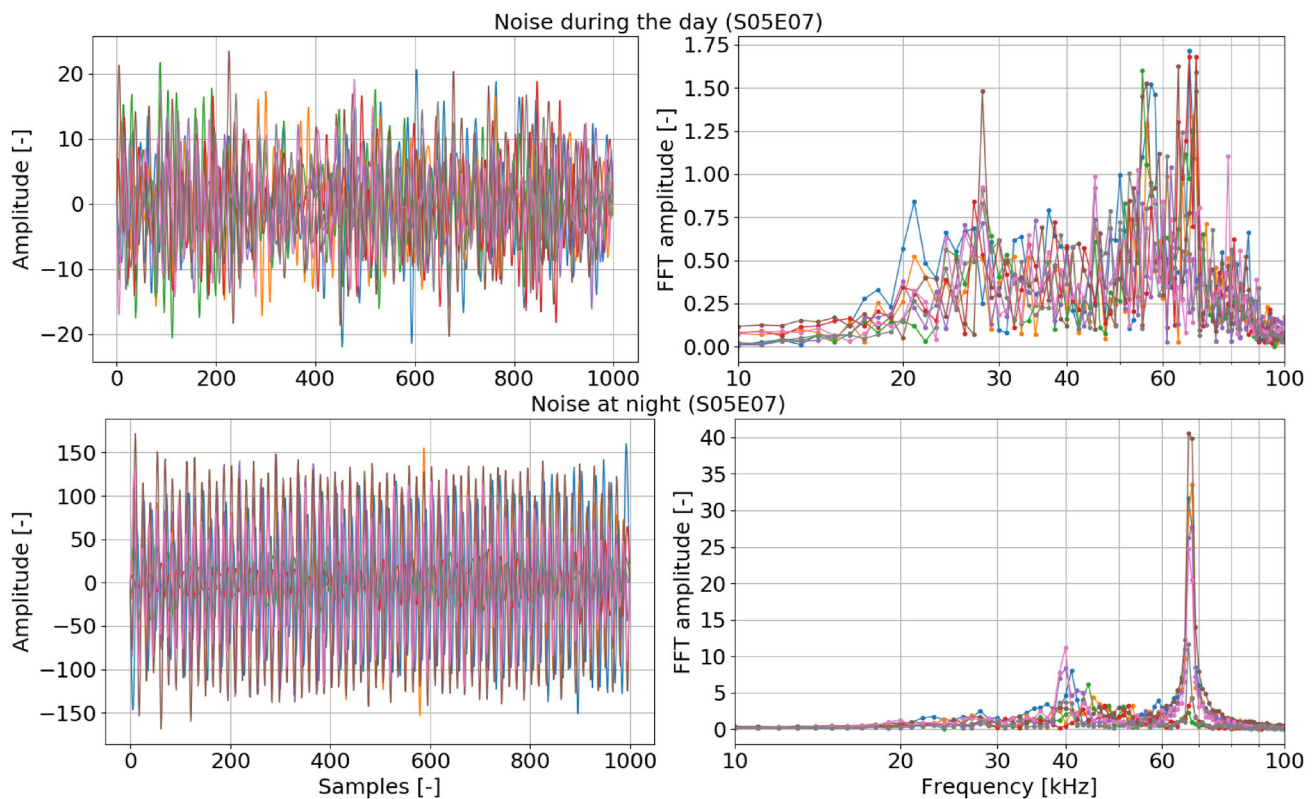 Noise during the day (S05E07)
Amplitude [-]
20
10
0
−10
−20
0 200 400 600 800 1000
FFT amplitude [-]
1.75
1.50
1.25
1.00
0.75
0.50
0.25
0.00
10 20 30 40 60 100
Noise at night (S05E07)
Amplitude [-]
150
100
50
0
−50
−100
−150
0 200 400 600 800 1000
Samples [-]
FFT amplitude [-]
40
35
30
25
20
15
10
5
0
10 20 30 40 60 100
Frequency [kHz]